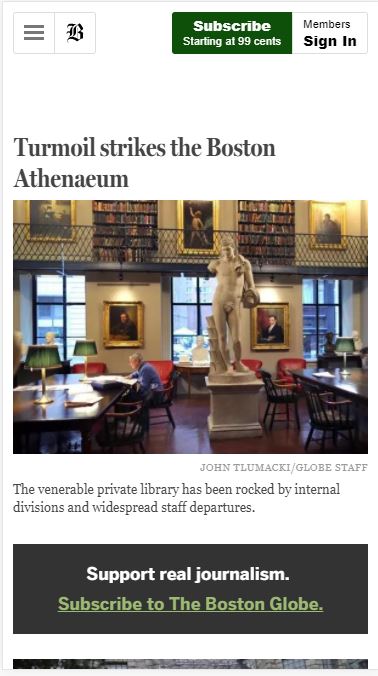 B
Subscribe
Starting at 99 cents
Members
Sign In
Turmoil strikes the Boston
Athenaeum
JOHN TLUMACKI/GLOBE STAFF
The venerable private library has been rocked by internal
divisions and widespread staff departures.
Support real journalism.
Subscribe to The Boston Globe.